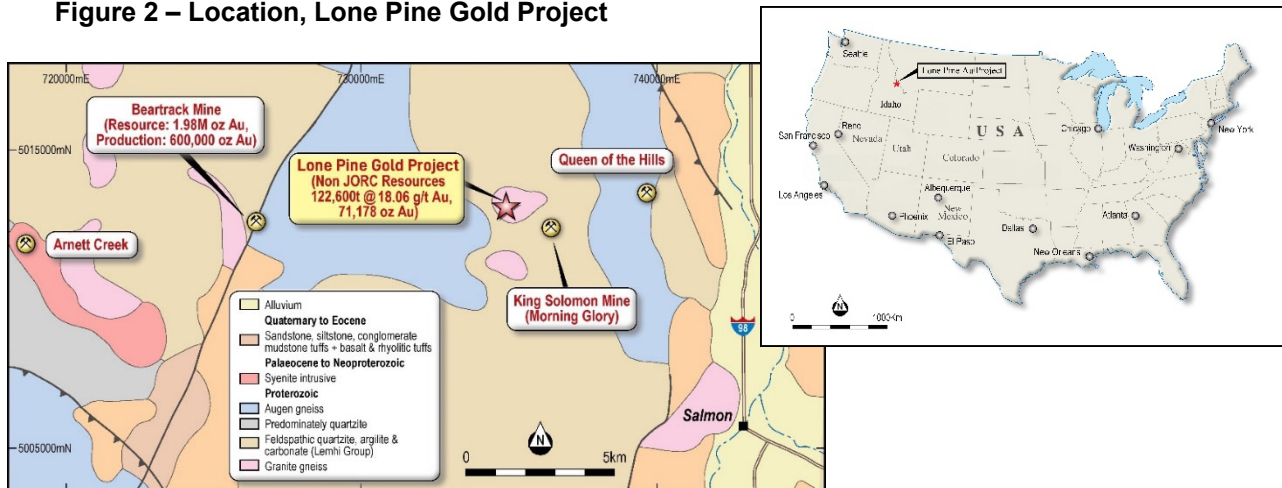 Figure 2 – Location, Lone Pine Gold Project
720000mE
730000mE
740000mE
5015000mN
5005000mN
Beartrack Mine
(Resource: 1.98M oz Au,
Production: 600,000 oz Au)
Lone Pine Gold Project
(Non JORC Resources
122,600t @ 18.06 g/t Au,
71,178 oz Au)
Queen of the Hills
Arnett Creek
King Solomon Mine
(Morning Glory)
98
Salmon
N
0
5km
Alluvium
Quaternary to Eocene
Sandstone, siltstone, conglomerate
mudstone tuffs + basalt & rhyolitic tuffs
Palaeocene to Neoproterozoic
Syenite intrusive
Proterozoic
Augen gneiss
Predominately quartzite
Feldspathic quartzite, argilite &
carbonate (Lemhi Group)
Granite gneiss
Seattle
Lone Pine Au Project
Idaho
San Francisco
Reno
Nevada
Utah
Colorado
U S A
Chicago
New York
Washington
Los Angeles
Albequerque
New
Mexico
Phoenix
El Paso
Dallas
Atlanta
New Orleans
N
0
1000Km